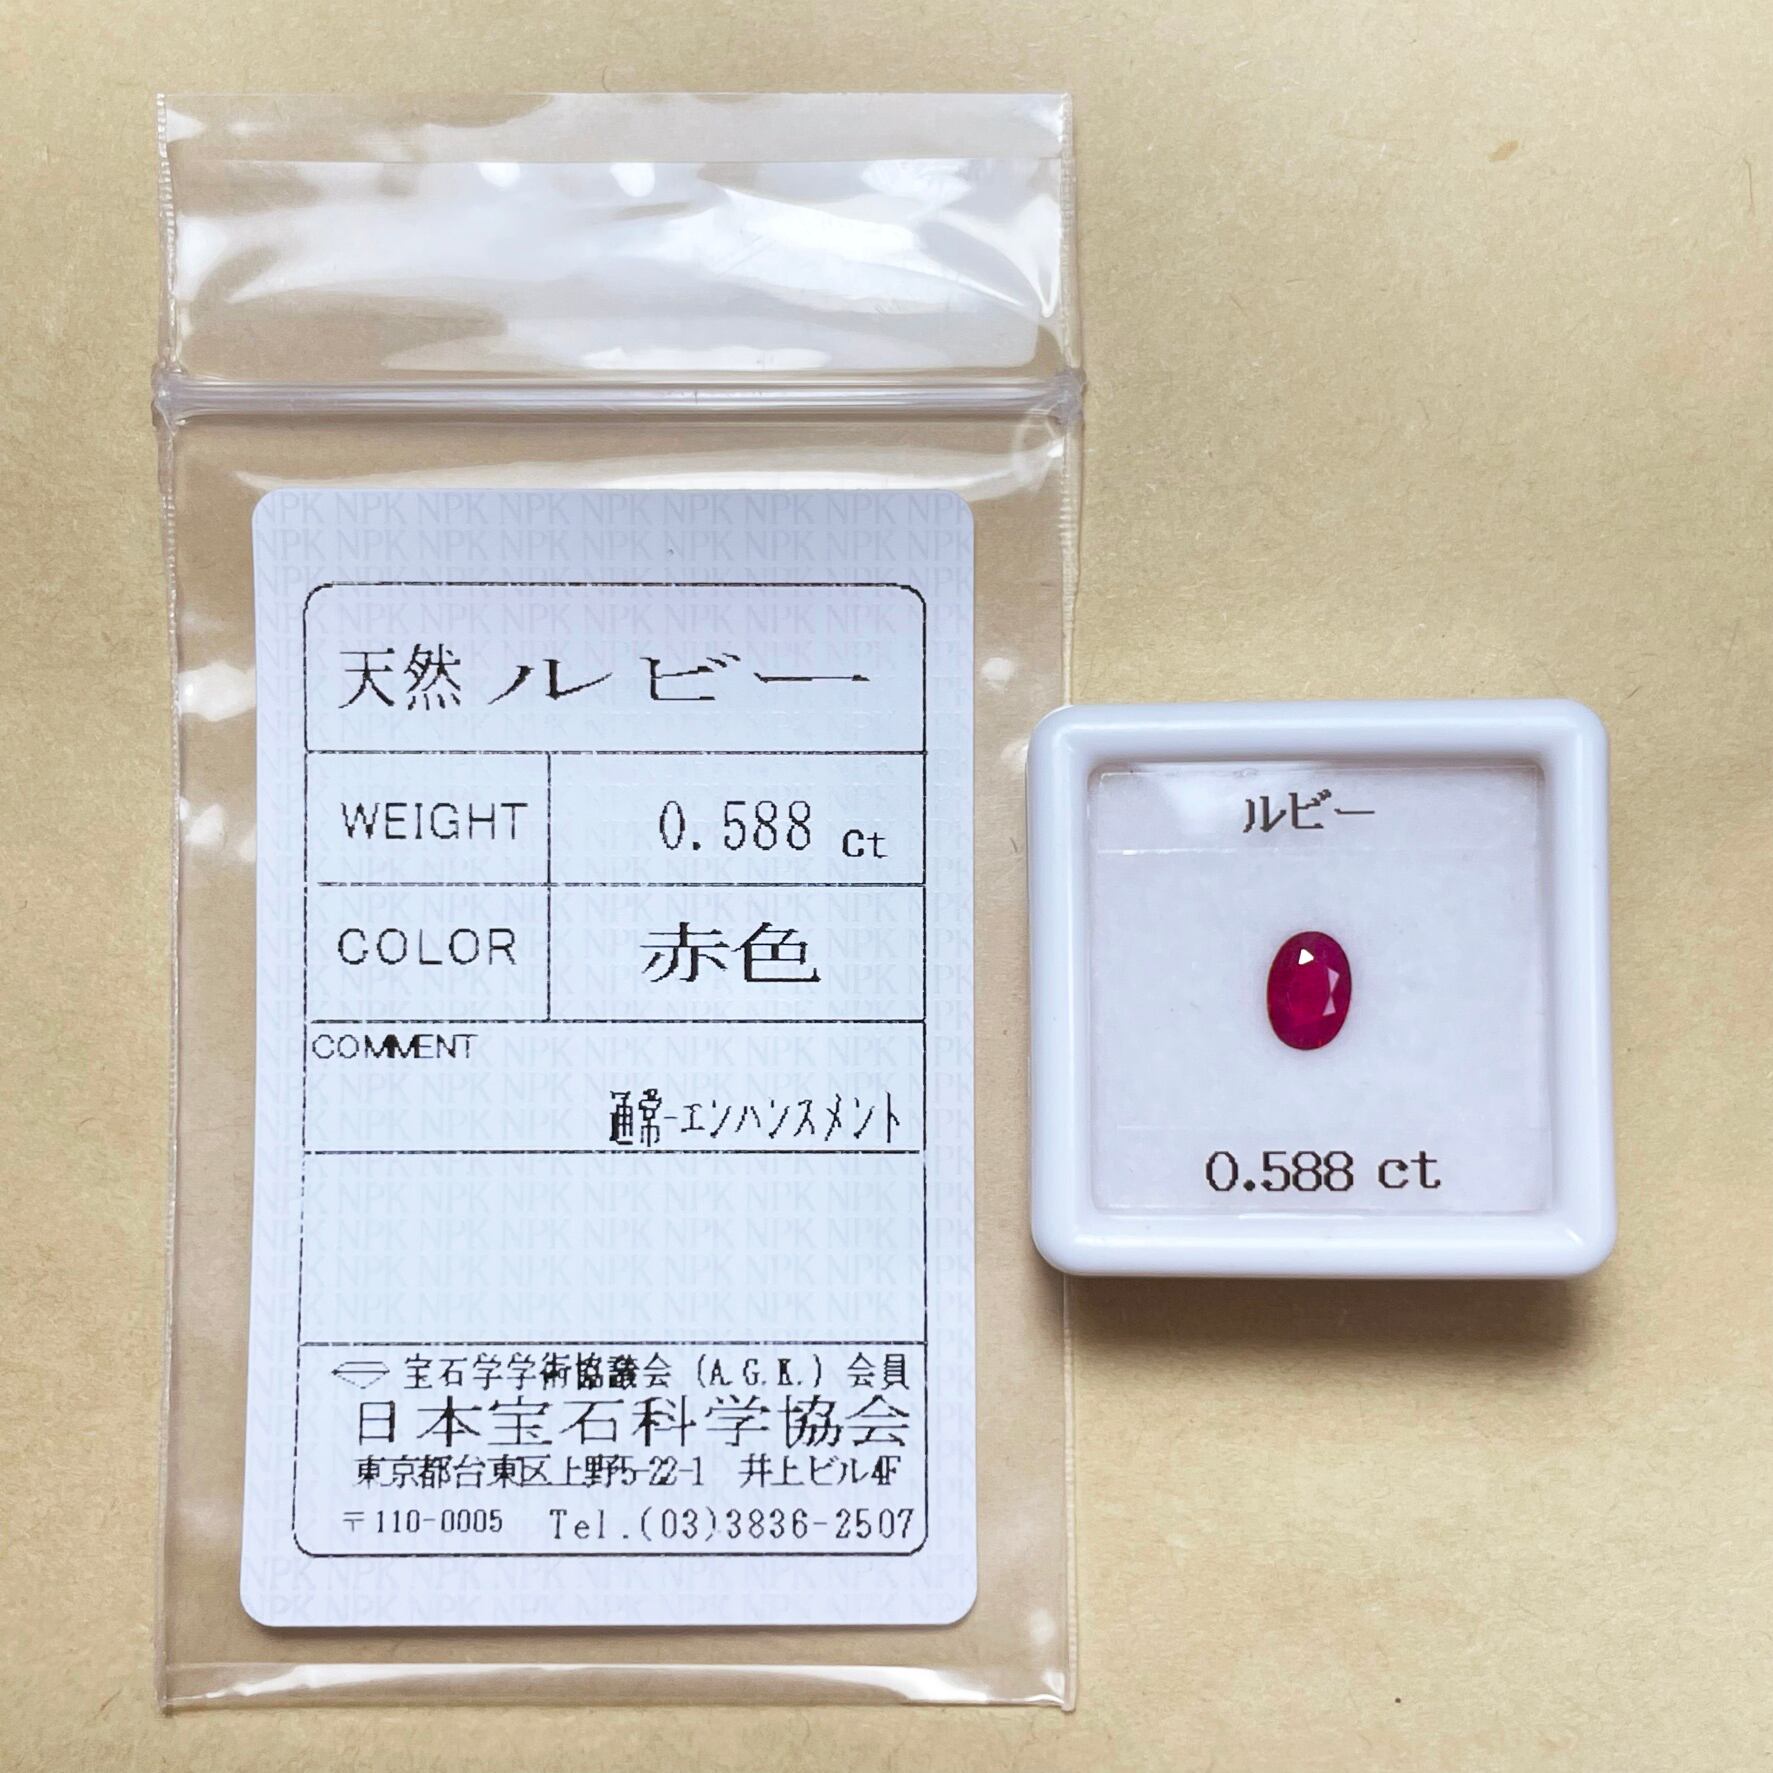 天然ルビー
WEIGHT 0.588 ct
COLOR 赤色
COMMENT
通常-エンハンスメント
宝石学学術協議会 (A.G.K.) 会員
日本宝石科学協会
東京都台東区上野5-22-1 井上ビル4F
〒110-0005 Tel.(03)3836-2507
ルビー
0.588 ct
NPK